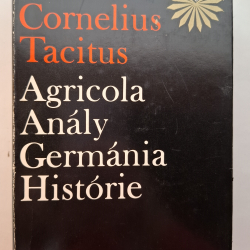 Cornelius
Tacitus
Agricola
Anály
Germánia
Histórie